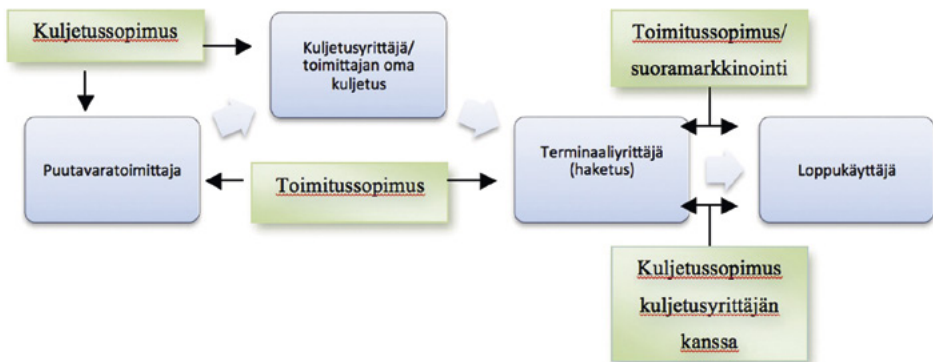 Kuljetussopimus
Kuljetusyrittäjä/
toimittajan oma
kuljetus
Toimitussopimus/
suoramarkkinointi
Puutavaratoimittaja
Toimitussopimus
Terminaaliyrittäjä
(haketus)
Loppukäyttäjä
Kuljetussopimus
kuljetusyrittäjän
kanssa